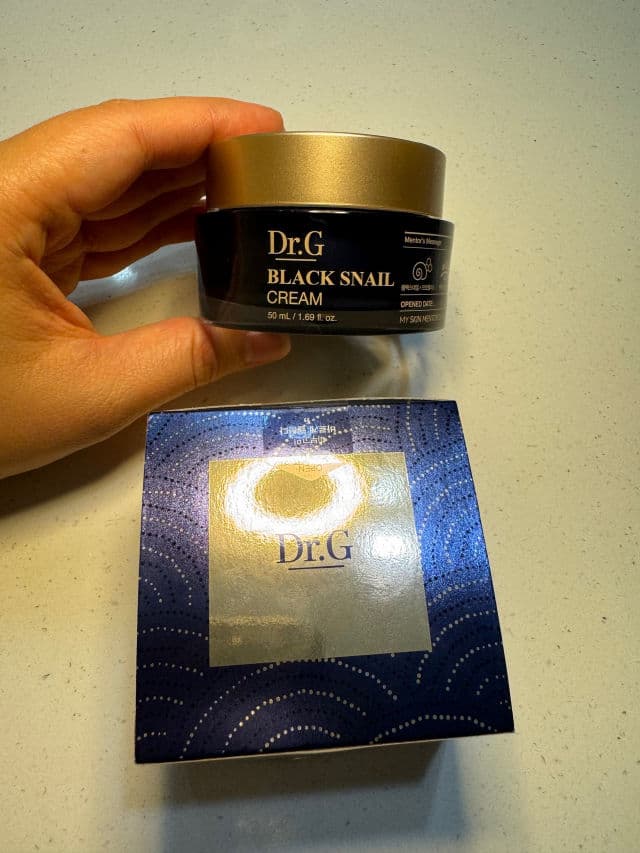 Dr.G
BLACK SNAIL
CREAM
50 mL / 1.69 fl. oz.
Mentor's Message
OPENED DATE
MY SKIN MENTOR
Dr.G